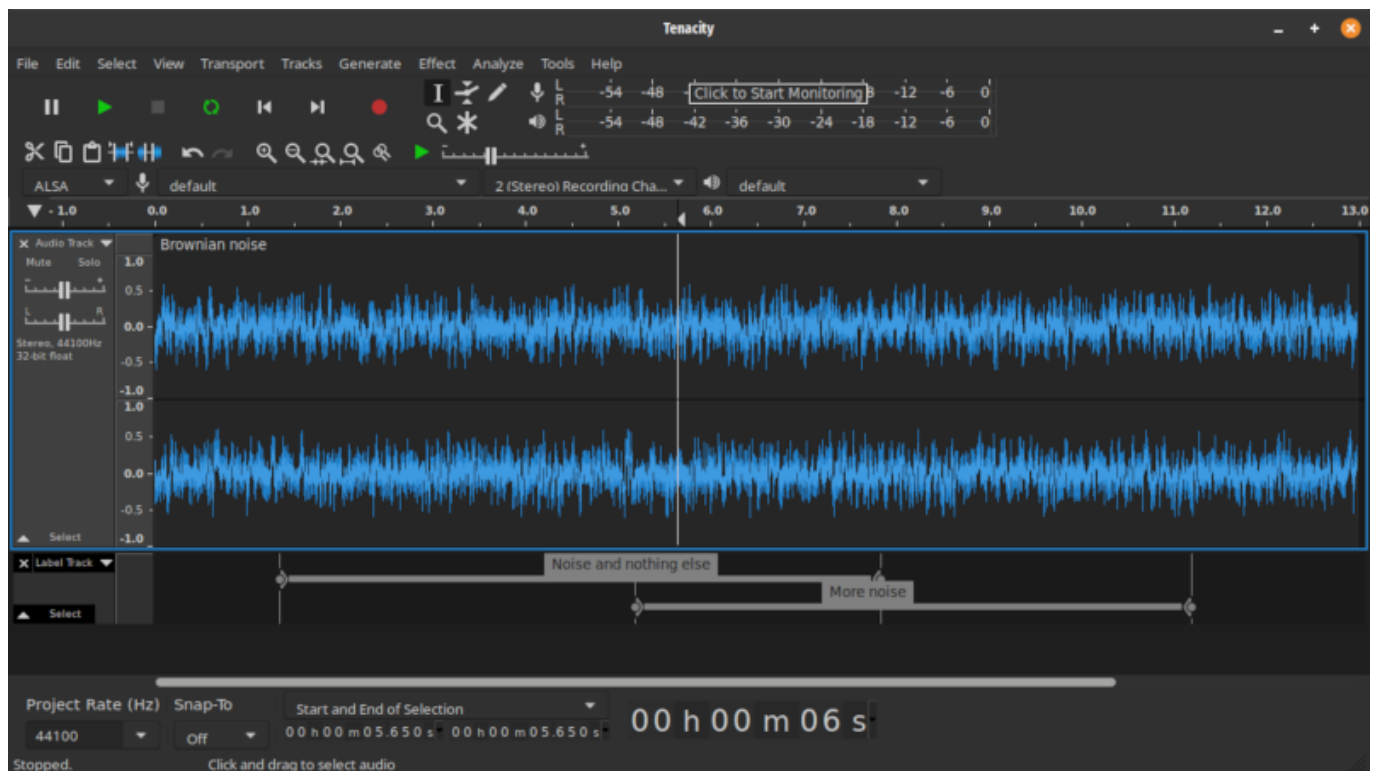 Tenacity
File Edit Select View Transport Tracks Generate Effect Analyze Tools Help
L
R
-54 -48 Click to Start Monitoring -12 -6 0
L
R
-54 -48 -42 -36 -30 -24 -18 -12 -6 0
ALSA default 2 (Stereo) Recording Cha... default
- 1.0 0.0 1.0 2.0 3.0 4.0 5.0 6.0 7.0 8.0 9.0 10.0 11.0 12.0 13.0
Audio Track Brownian noise
Mute Solo
L R
Stereo, 44100Hz
32-bit float
Select
1.0
0.5
0.0
-0.5
-1.0
1.0
0.5
0.0
-0.5
-1.0
Label Track
Select
Noise and nothing else
More noise
Project Rate (Hz) Snap-To Start and End of Selection
44100 Off 00 h 00 m 05.650 s 00 h 00 m 05.650 s
00 h 00 m 06 s
Stopped. Click and drag to select audio